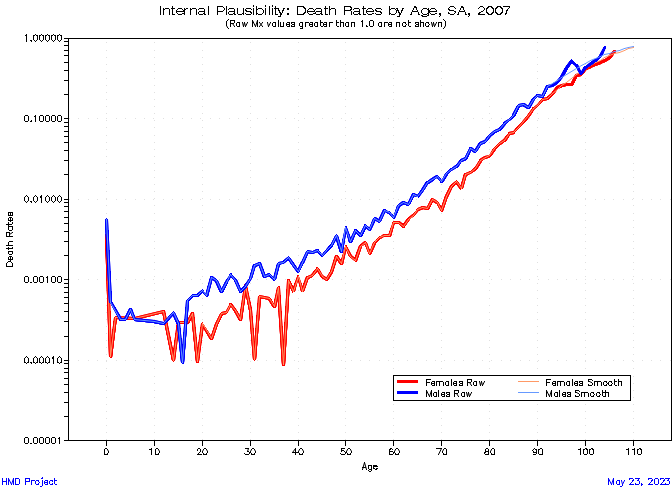 Internal Plausibility: Death Rates by Age, SA, 2007
(Raw Mx values greater than 1.0 are not shown)
1.00000
0.10000
0.01000
0.00100
0.00010
0.00001
Death Rates
Females Raw
Females Smooth
Males Raw
Males Smooth
0 10 20 30 40 50 60 70 80 90 100 110
Age
HMD Project
May 23, 2023